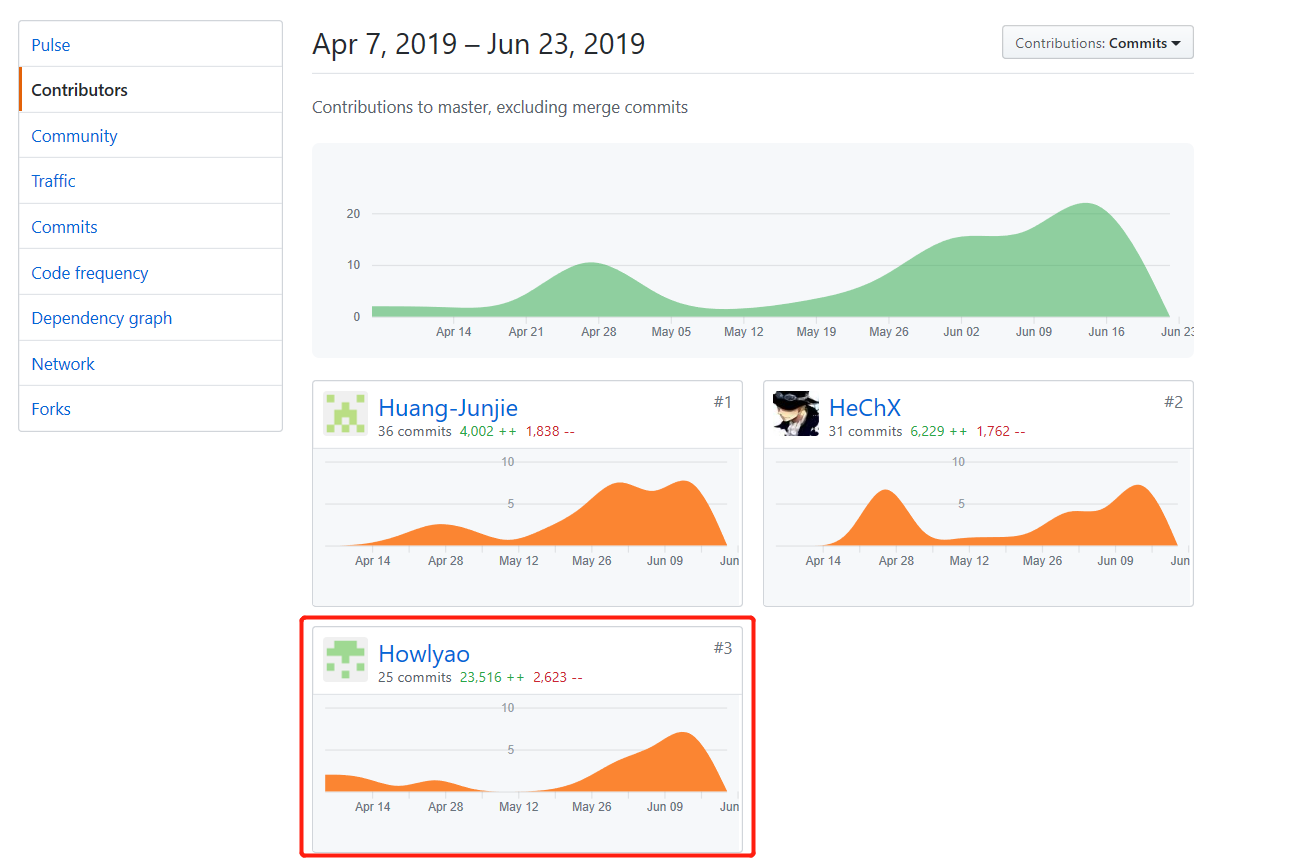 Pulse
Contributors
Community
Traffic
Commits
Code frequency
Dependency graph
Network
Forks
Apr 7, 2019 – Jun 23, 2019
Contributions: Commits
Contributions to master, excluding merge commits
20
10
0
Apr 14 Apr 21 Apr 28 May 05 May 12 May 19 May 26 Jun 02 Jun 09 Jun 16 Jun 23
Huang-Junjie #1
36 commits 4,002 ++ 1,838 --
10
5
Apr 14 Apr 28 May 12 May 26 Jun 09 Jun
HeChX #2
31 commits 6,229 ++ 1,762 --
10
5
Apr 14 Apr 28 May 12 May 26 Jun 09 Jun
Howlyao #3
25 commits 23,516 ++ 2,623 --
10
5
Apr 14 Apr 28 May 12 May 26 Jun 09 Jun